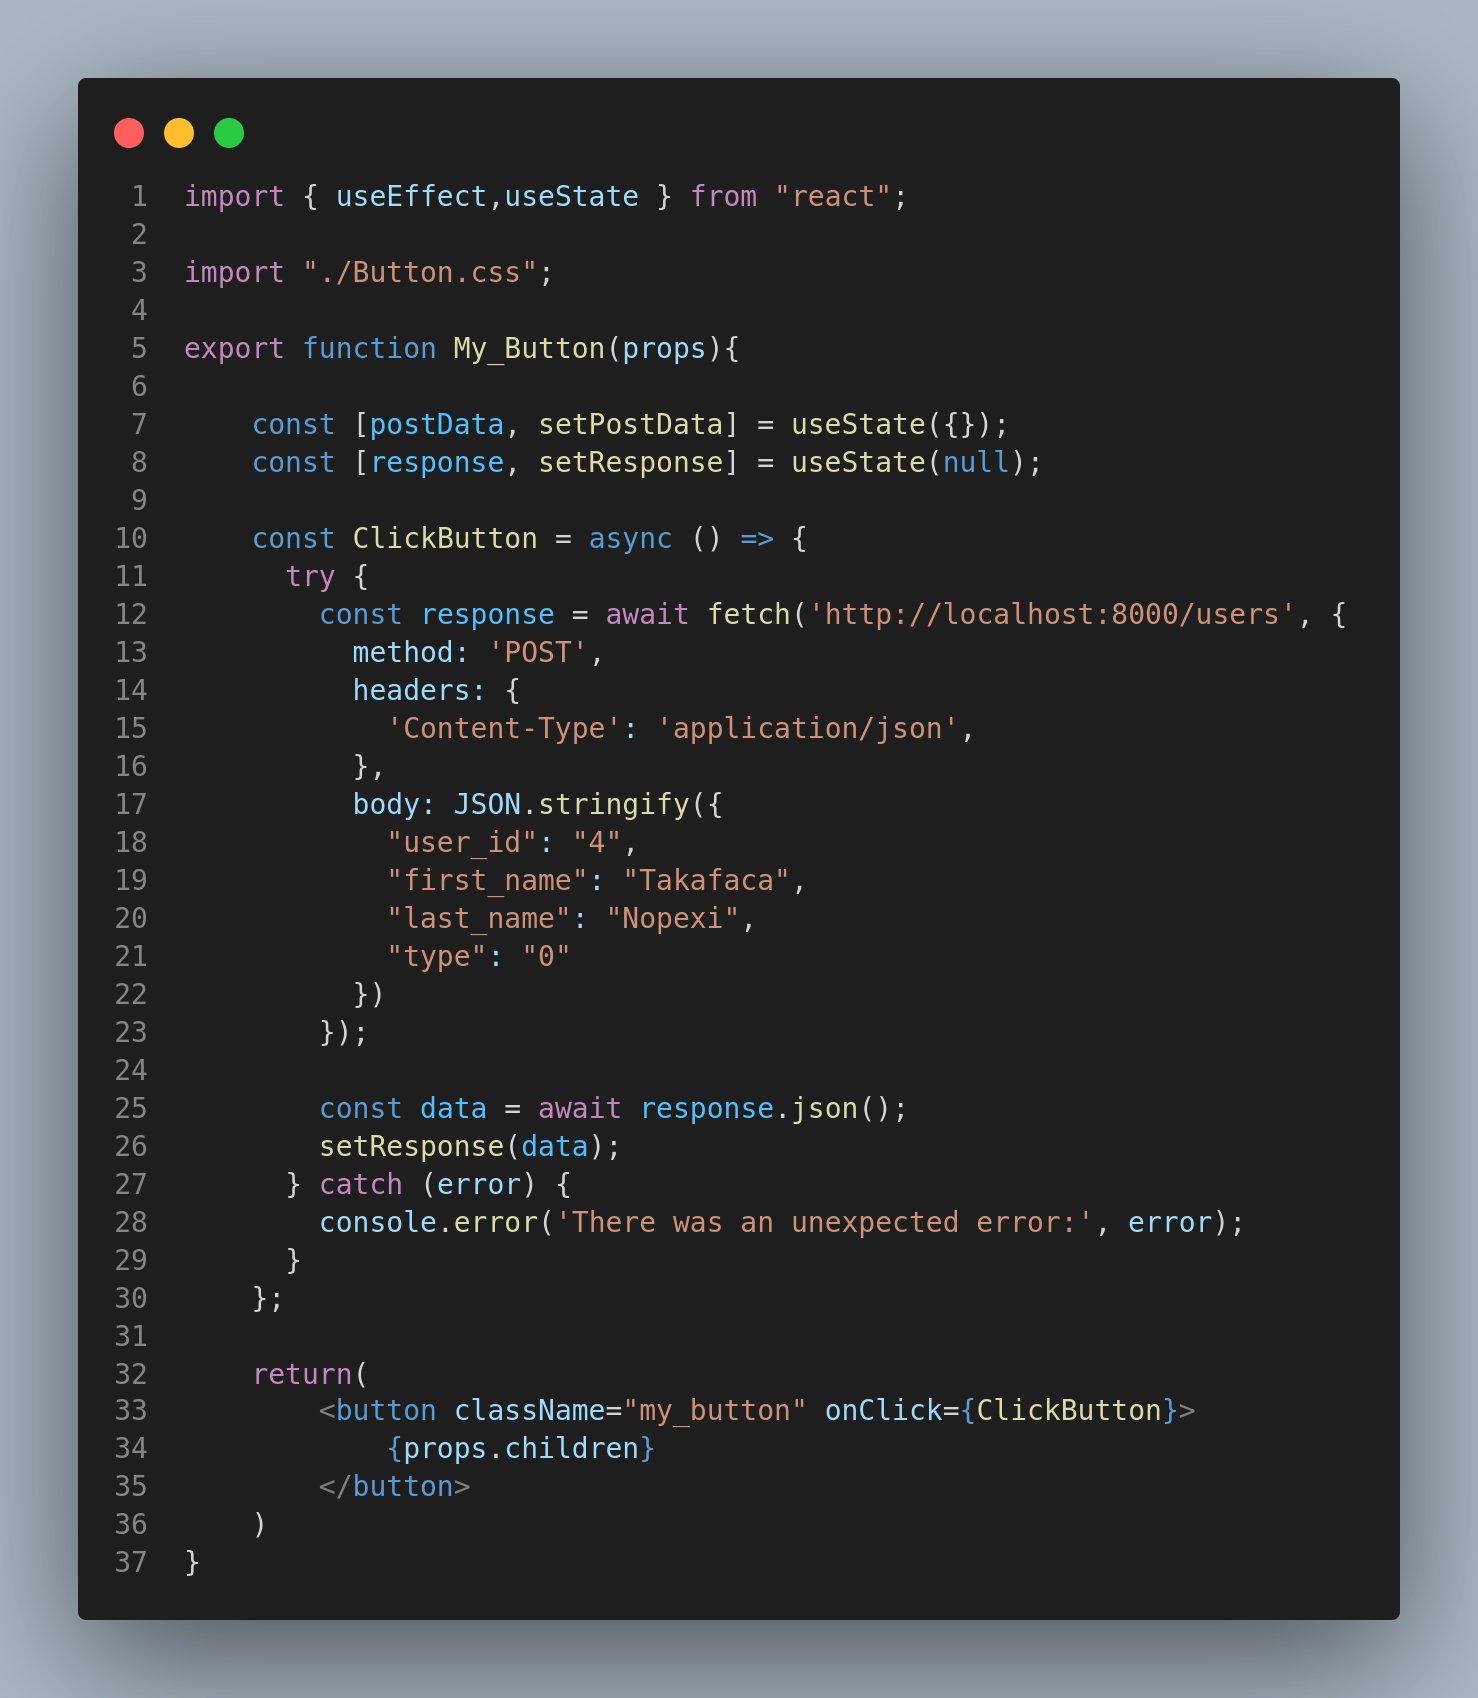 1 import { useEffect,useState } from "react";
2
3 import "./Button.css";
4
5 export function My_Button(props){
6
7     const [postData, setPostData] = useState({});
8     const [response, setResponse] = useState(null);
9
10     const ClickButton = async () => {
11       try {
12         const response = await fetch('http://localhost:8000/users', {
13           method: 'POST',
14           headers: {
15             'Content-Type': 'application/json',
16           },
17           body: JSON.stringify({
18             "user_id": "4",
19             "first_name": "Takafaca",
20             "last_name": "Nopexi",
21             "type": "0"
22           })
23         });
24
25         const data = await response.json();
26         setResponse(data);
27       } catch (error) {
28         console.error('There was an unexpected error:', error);
29       }
30     };
31
32     return(
33         <button className="my_button" onClick={ClickButton}>
34             {props.children}
35         </button>
36     )
37 }